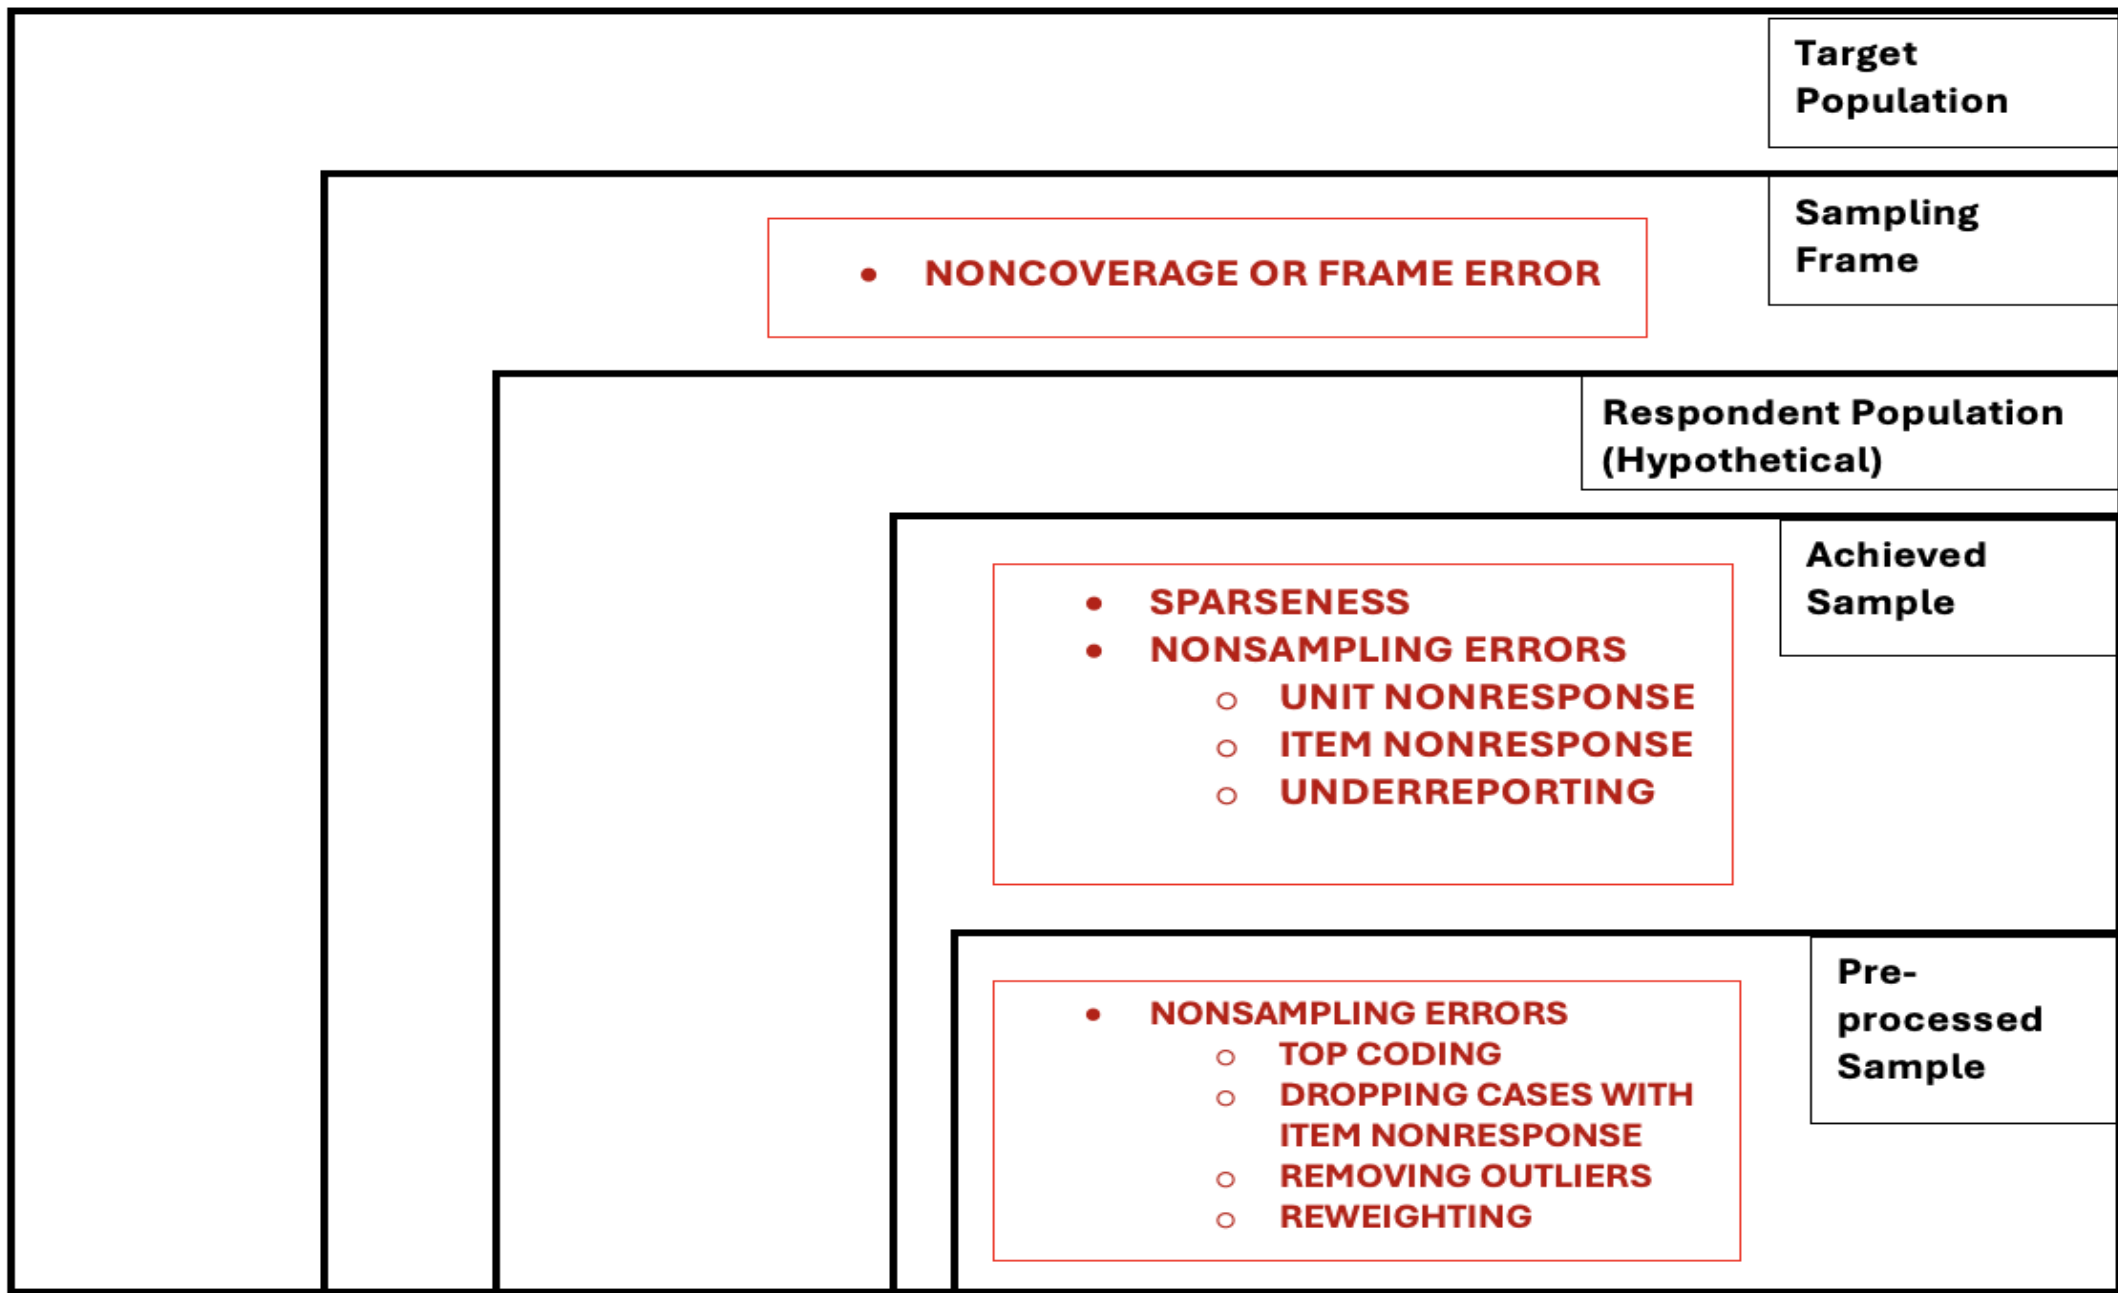 Target
Population
Sampling
Frame
• NONCOVERAGE OR FRAME ERROR
Respondent Population
(Hypothetical)
Achieved
Sample
• SPARSENESS
• NONSAMPLING ERRORS
○ UNIT NONRESPONSE
○ ITEM NONRESPONSE
○ UNDERREPORTING
Pre-
processed
Sample
• NONSAMPLING ERRORS
○ TOP CODING
○ DROPPING CASES WITH
ITEM NONRESPONSE
○ REMOVING OUTLIERS
○ REWEIGHTING